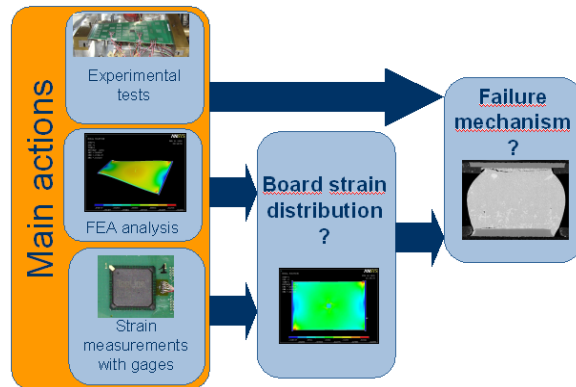 Main actions
Experimental
tests
FEA analysis
Strain
measurements
with gages
Board strain
distribution
?
Failure
mechanism
?